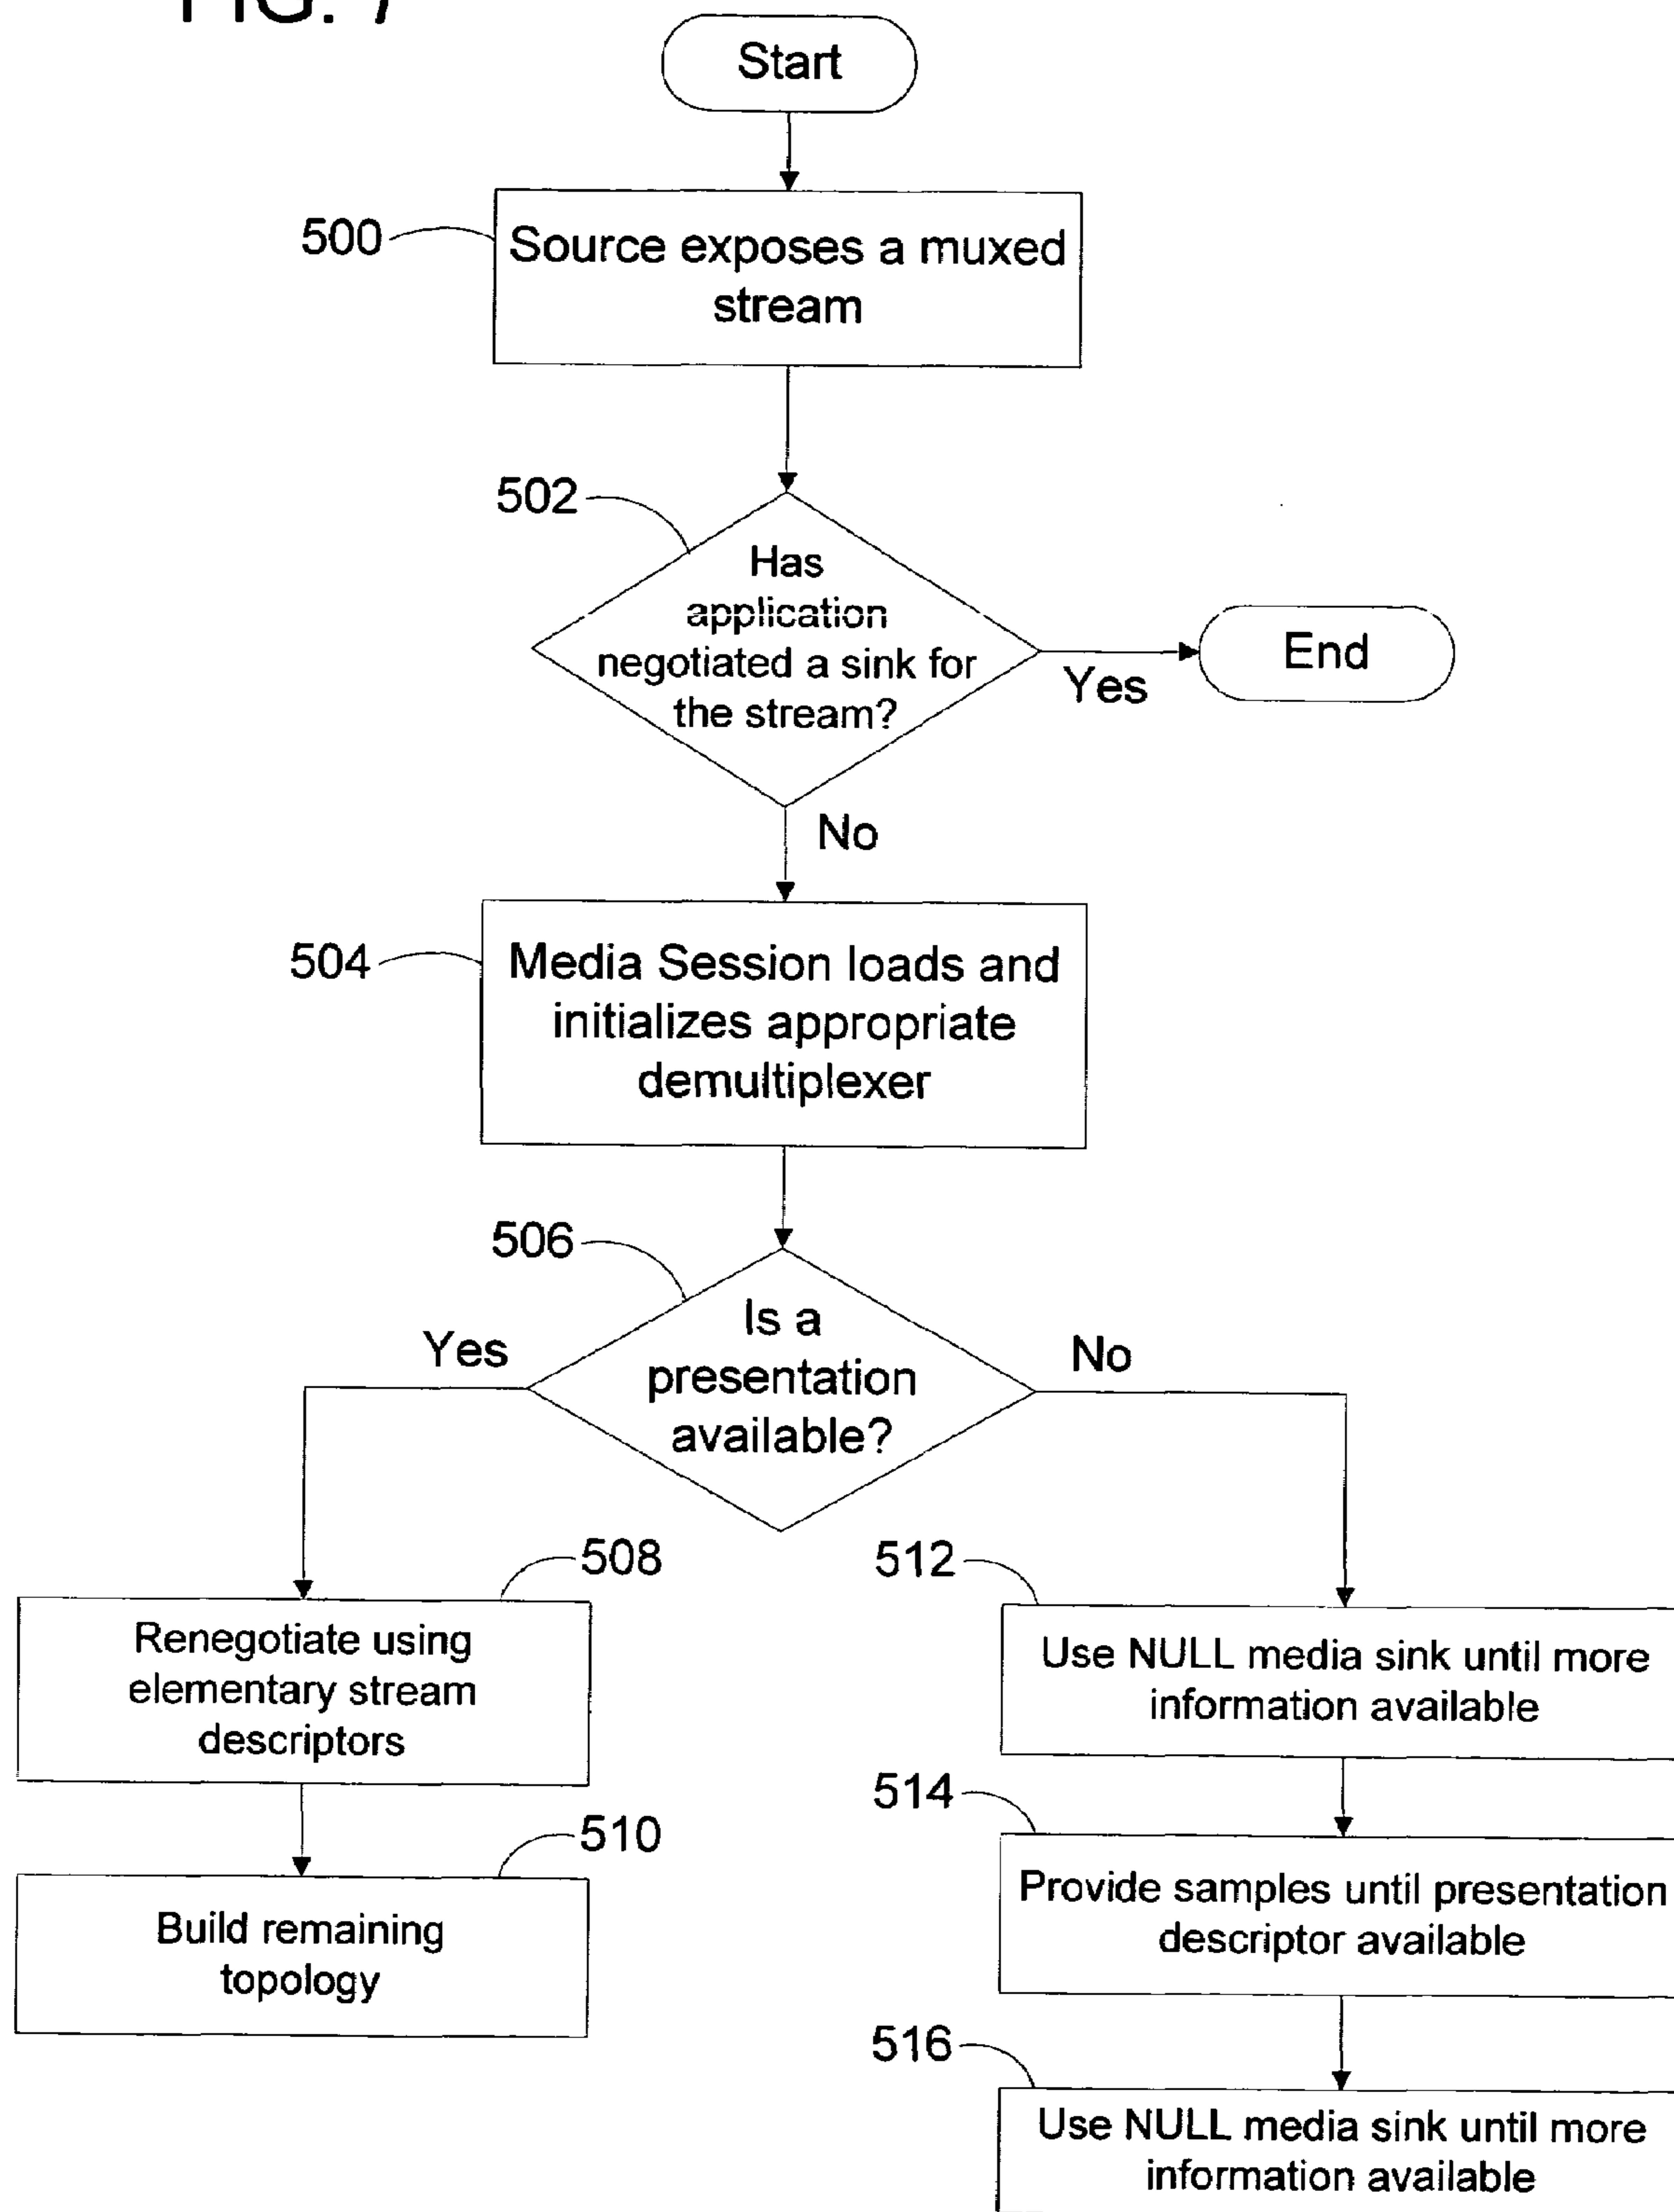 FIG. 7
Start
500
Source exposes a muxed
stream
502
Has
application
negotiated a sink for
the stream?
Yes
End
No
504
Media Session loads and
initializes appropriate
demultiplexer
506
Is a
presentation
available?
Yes
No
508
Renegotiate using
elementary stream
descriptors
510
Build remaining
topology
512
Use NULL media sink until more
information available
514
Provide samples until presentation
descriptor available
516
Use NULL media sink until more
information available